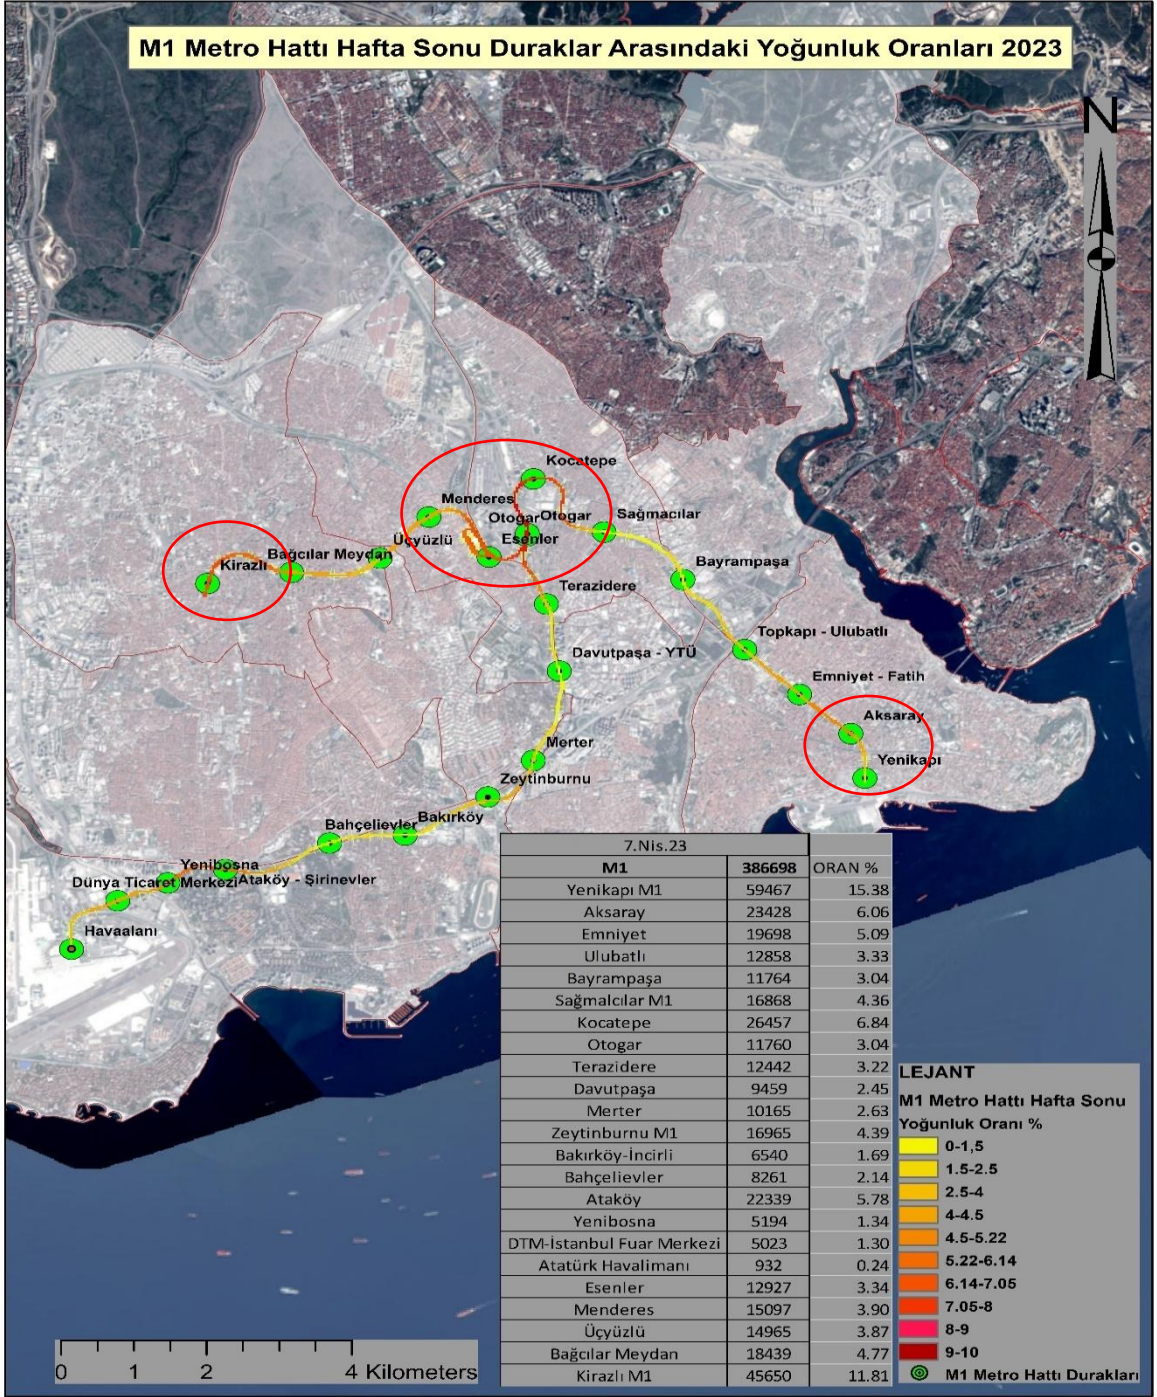 M1 Metro Hattı Hafta Sonu Duraklar Arasındaki Yoğunluk Oranları 2023
N
Kocatepe
Menderes
Otogar Otogar
Sağmacılar
Esenler
Üçyüzlü
Bağcılar Meydan
Kirazlı
Bayrampaşa
Terazidere
Topkapı - Ulubatlı
Davutpaşa - YTÜ
Emniyet - Fatih
Aksaray
Merter
Yenikapı
Zeytinburnu
Bakırköy
Bahçelievler
Yenibosna
Ataköy - Şirinevler
Dünya Ticaret Merkezi
Havaalanı
7.Nis.23
M1 386698 ORAN %
Yenikapı M1 59467 15.38
Aksaray 23428 6.06
Emniyet 19698 5.09
Ulubatlı 12858 3.33
Bayrampaşa 11764 3.04
Sağmalcılar M1 16868 4.36
Kocatepe 26457 6.84
Otogar 11760 3.04
Terazidere 12442 3.22
Davutpaşa 9459 2.45
Merter 10165 2.63
Zeytinburnu M1 16965 4.39
Bakırköy-İncirli 6540 1.69
Bahçelievler 8261 2.14
Ataköy 22339 5.78
Yenibosna 5194 1.34
DTM-İstanbul Fuar Merkezi 5023 1.30
Atatürk Havalimanı 932 0.24
Esenler 12927 3.34
Menderes 15097 3.90
Üçyüzlü 14965 3.87
Bağcılar Meydan 18439 4.77
Kirazlı M1 45650 11.81
LEJANT
M1 Metro Hattı Hafta Sonu
Yoğunluk Oranı %
0-1,5
1.5-2.5
2.5-4
4-4.5
4.5-5.22
5.22-6.14
6.14-7.05
7.05-8
8-9
9-10
M1 Metro Hattı Durakları
0 1 2 4 Kilometers